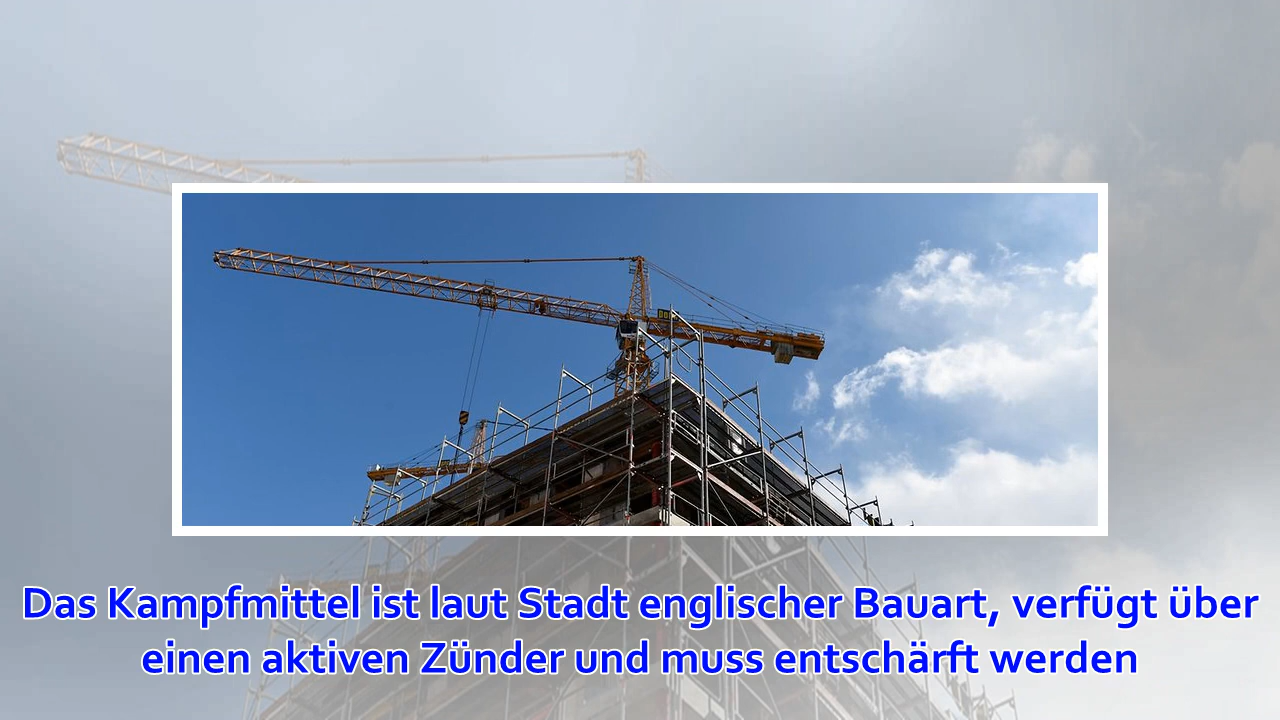 Das Kampfmittel ist laut Stadt englischer Bauart, verfügt über
einen aktiven Zünder und muss entschärft werden